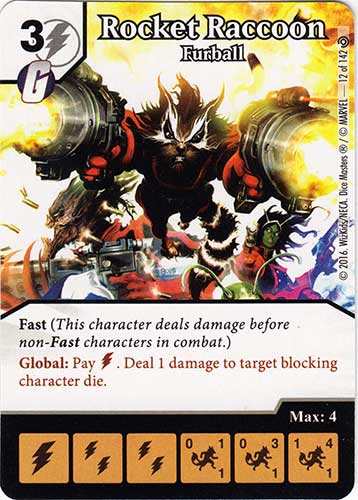 3
G
Rocket Raccoon
Furball
© 2016. WizKids/NECA. Dice Masters ® / © MARVEL — 12 of 142
Fast (This character deals damage before
non-Fast characters in combat.)
Global: Pay . Deal 1 damage to target blocking
character die.
Max: 4
0 1 1
0 3 1
1 4 1